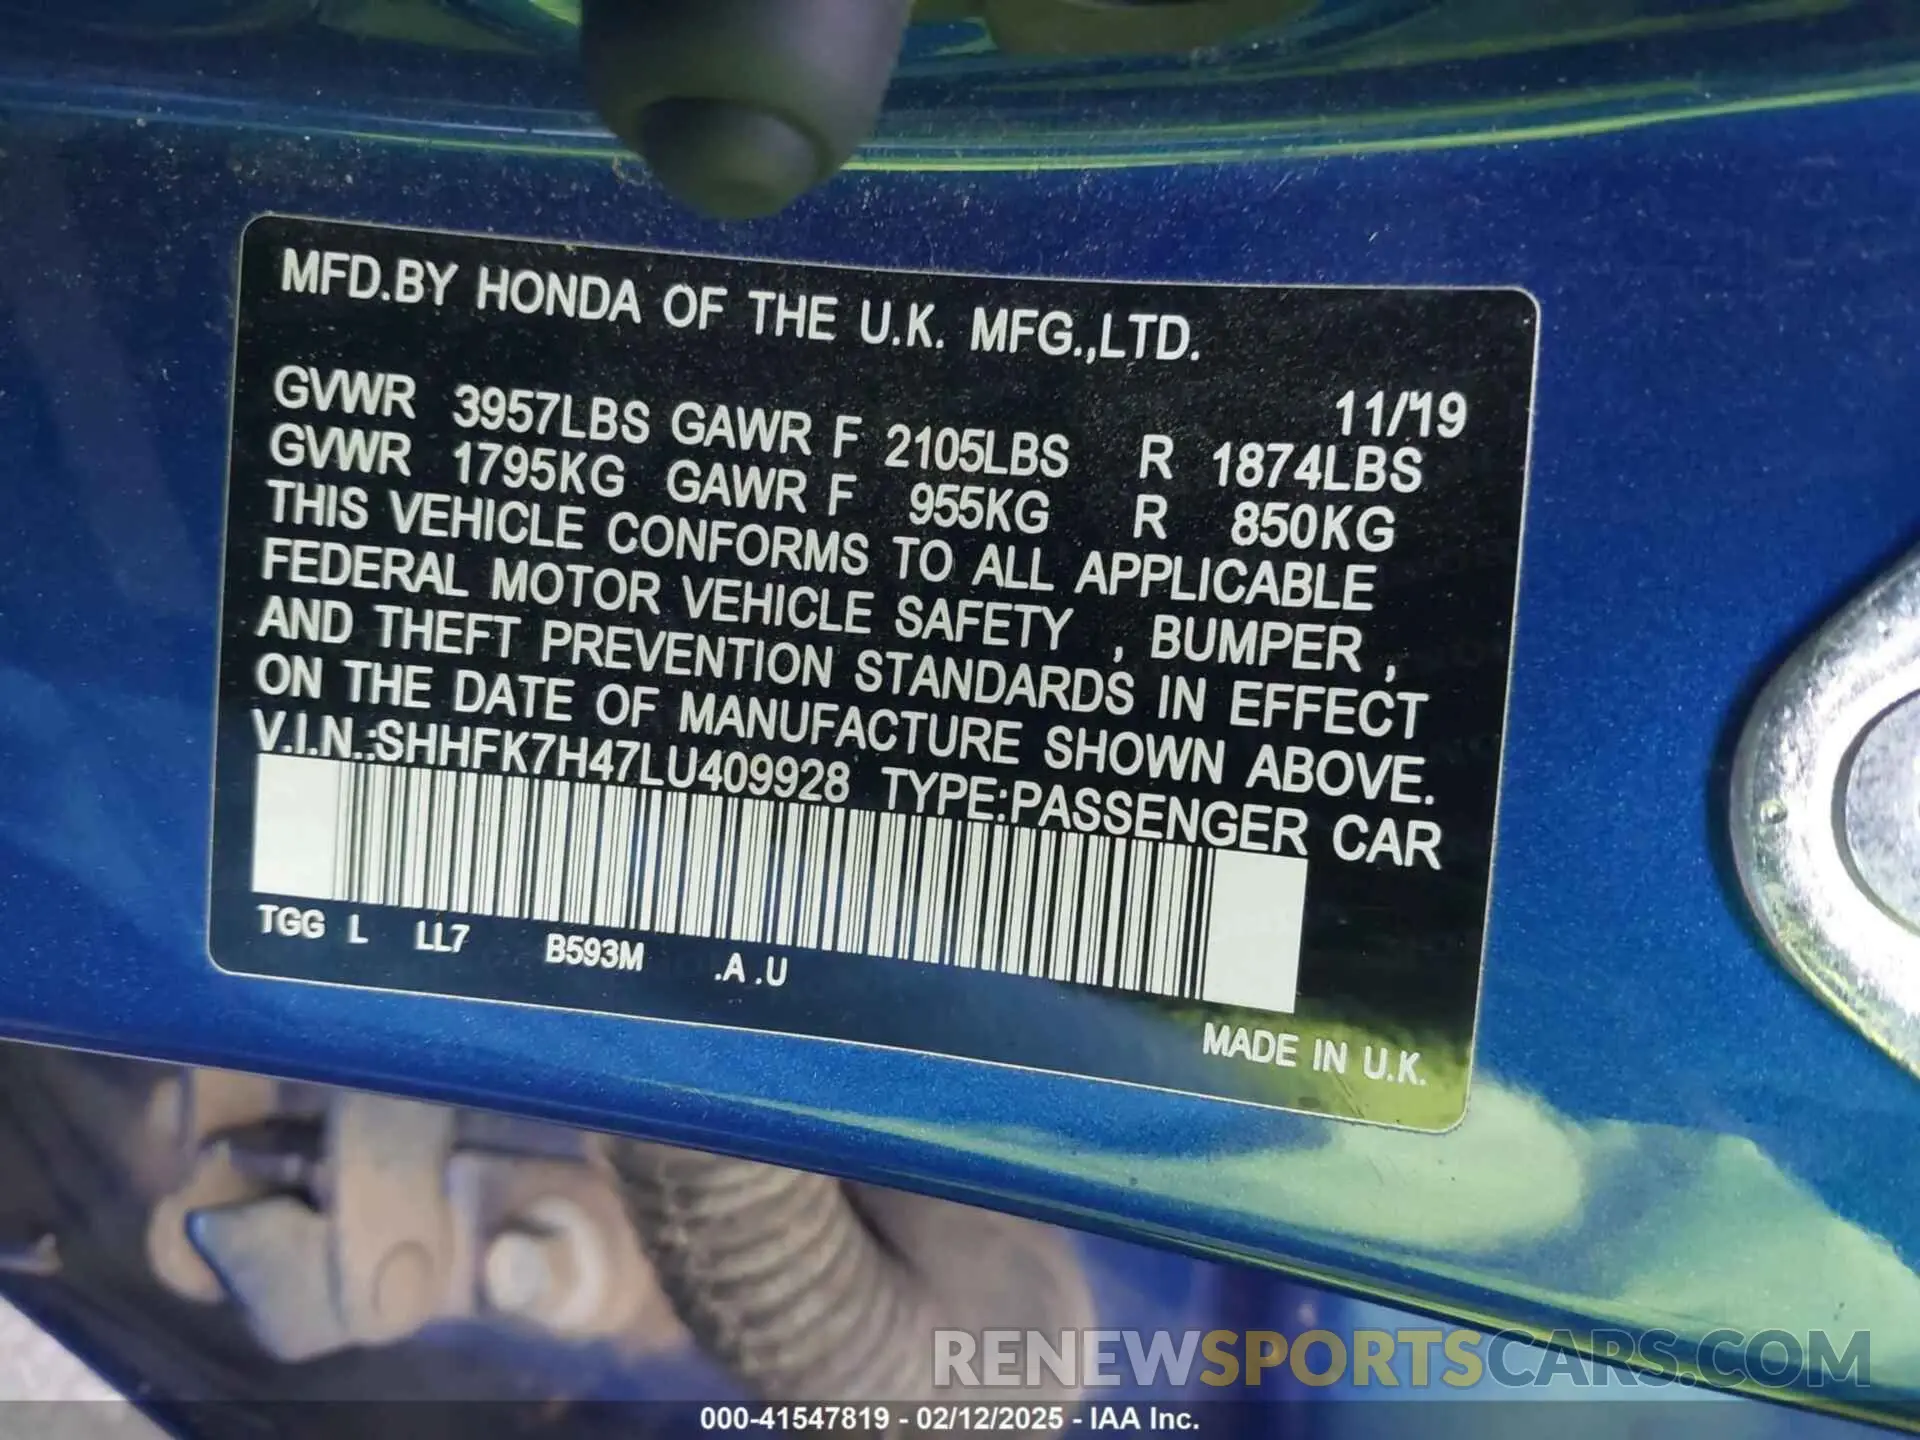 MFD.BY HONDA OF THE U.K. MFG.,LTD.
11/'19
GVWR 3957LBS GAWR F 2105LBS R 1874LBS
GVWR 1795KG GAWR F 955KG R 850KG
THIS VEHICLE CONFORMS TO ALL APPLICABLE
FEDERAL MOTOR VEHICLE SAFETY , BUMPER ,
AND THEFT PREVENTION STANDARDS IN EFFECT
ON THE DATE OF MANUFACTURE SHOWN ABOVE.
V.I.N.:SHHFK7H47LU409928 TYPE:PASSENGER CAR
TGG L LL7 B593M .A .U
MADE IN U.K.
RENEWSPORTSCARS.COM
000-41547819 - 02/12/2025 - IAA Inc.